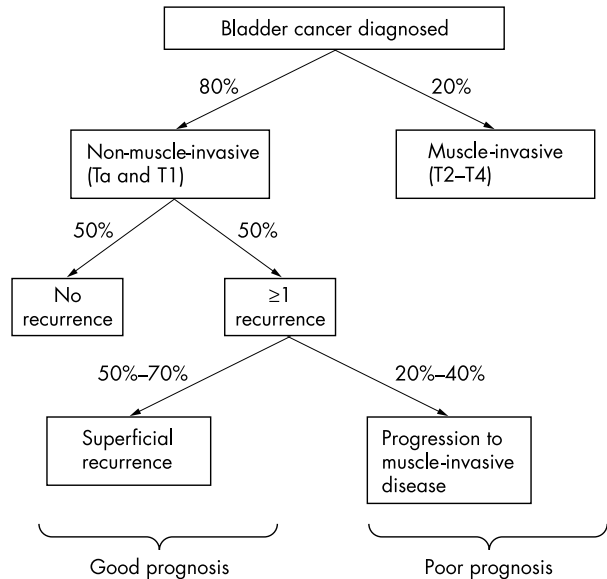 Bladder cancer diagnosed
80%
20%
Non-muscle-invasive
(Ta and T1)
Muscle-invasive
(T2–T4)
50%
50%
No
recurrence
≥1
recurrence
50%–70%
20%–40%
Superficial
recurrence
Progression to
muscle-invasive
disease
Good prognosis
Poor prognosis